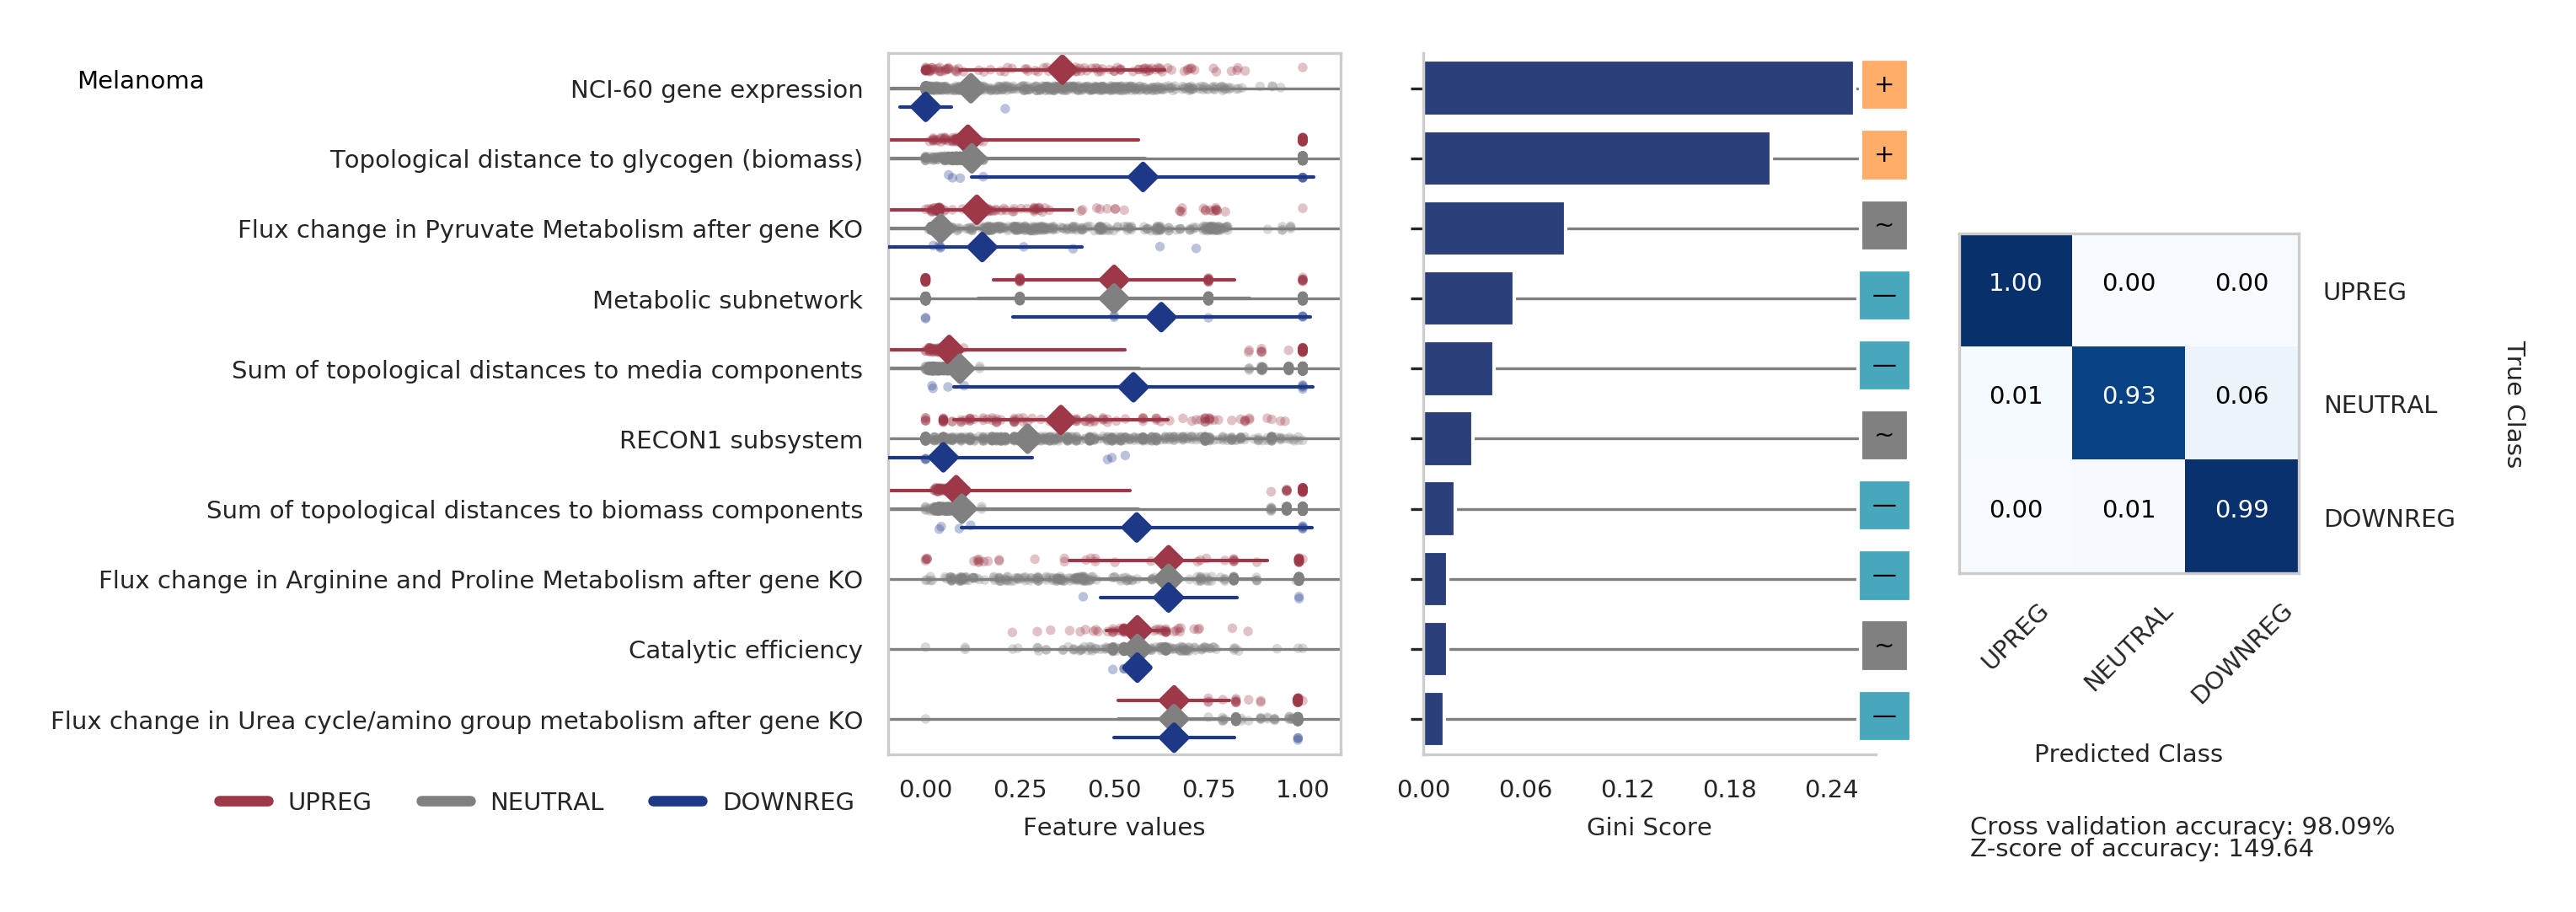 Melanoma
NCI-60 gene expression
Topological distance to glycogen (biomass)
Flux change in Pyruvate Metabolism after gene KO
Metabolic subnetwork
Sum of topological distances to media components
RECON1 subsystem
Sum of topological distances to biomass components
Flux change in Arginine and Proline Metabolism after gene KO
Catalytic efficiency
Flux change in Urea cycle/amino group metabolism after gene KO
UPREG NEUTRAL DOWNREG
0.00 0.25 0.50 0.75 1.00
Feature values
+
+
~
—
—
~
—
—
~
—
0.00 0.06 0.12 0.18 0.24
Gini Score
1.00 0.00 0.00 UPREG
0.01 0.93 0.06 NEUTRAL
0.00 0.01 0.99 DOWNREG
True Class
UPREG NEUTRAL DOWNREG
Predicted Class
Cross validation accuracy: 98.09%
Z-score of accuracy: 149.64